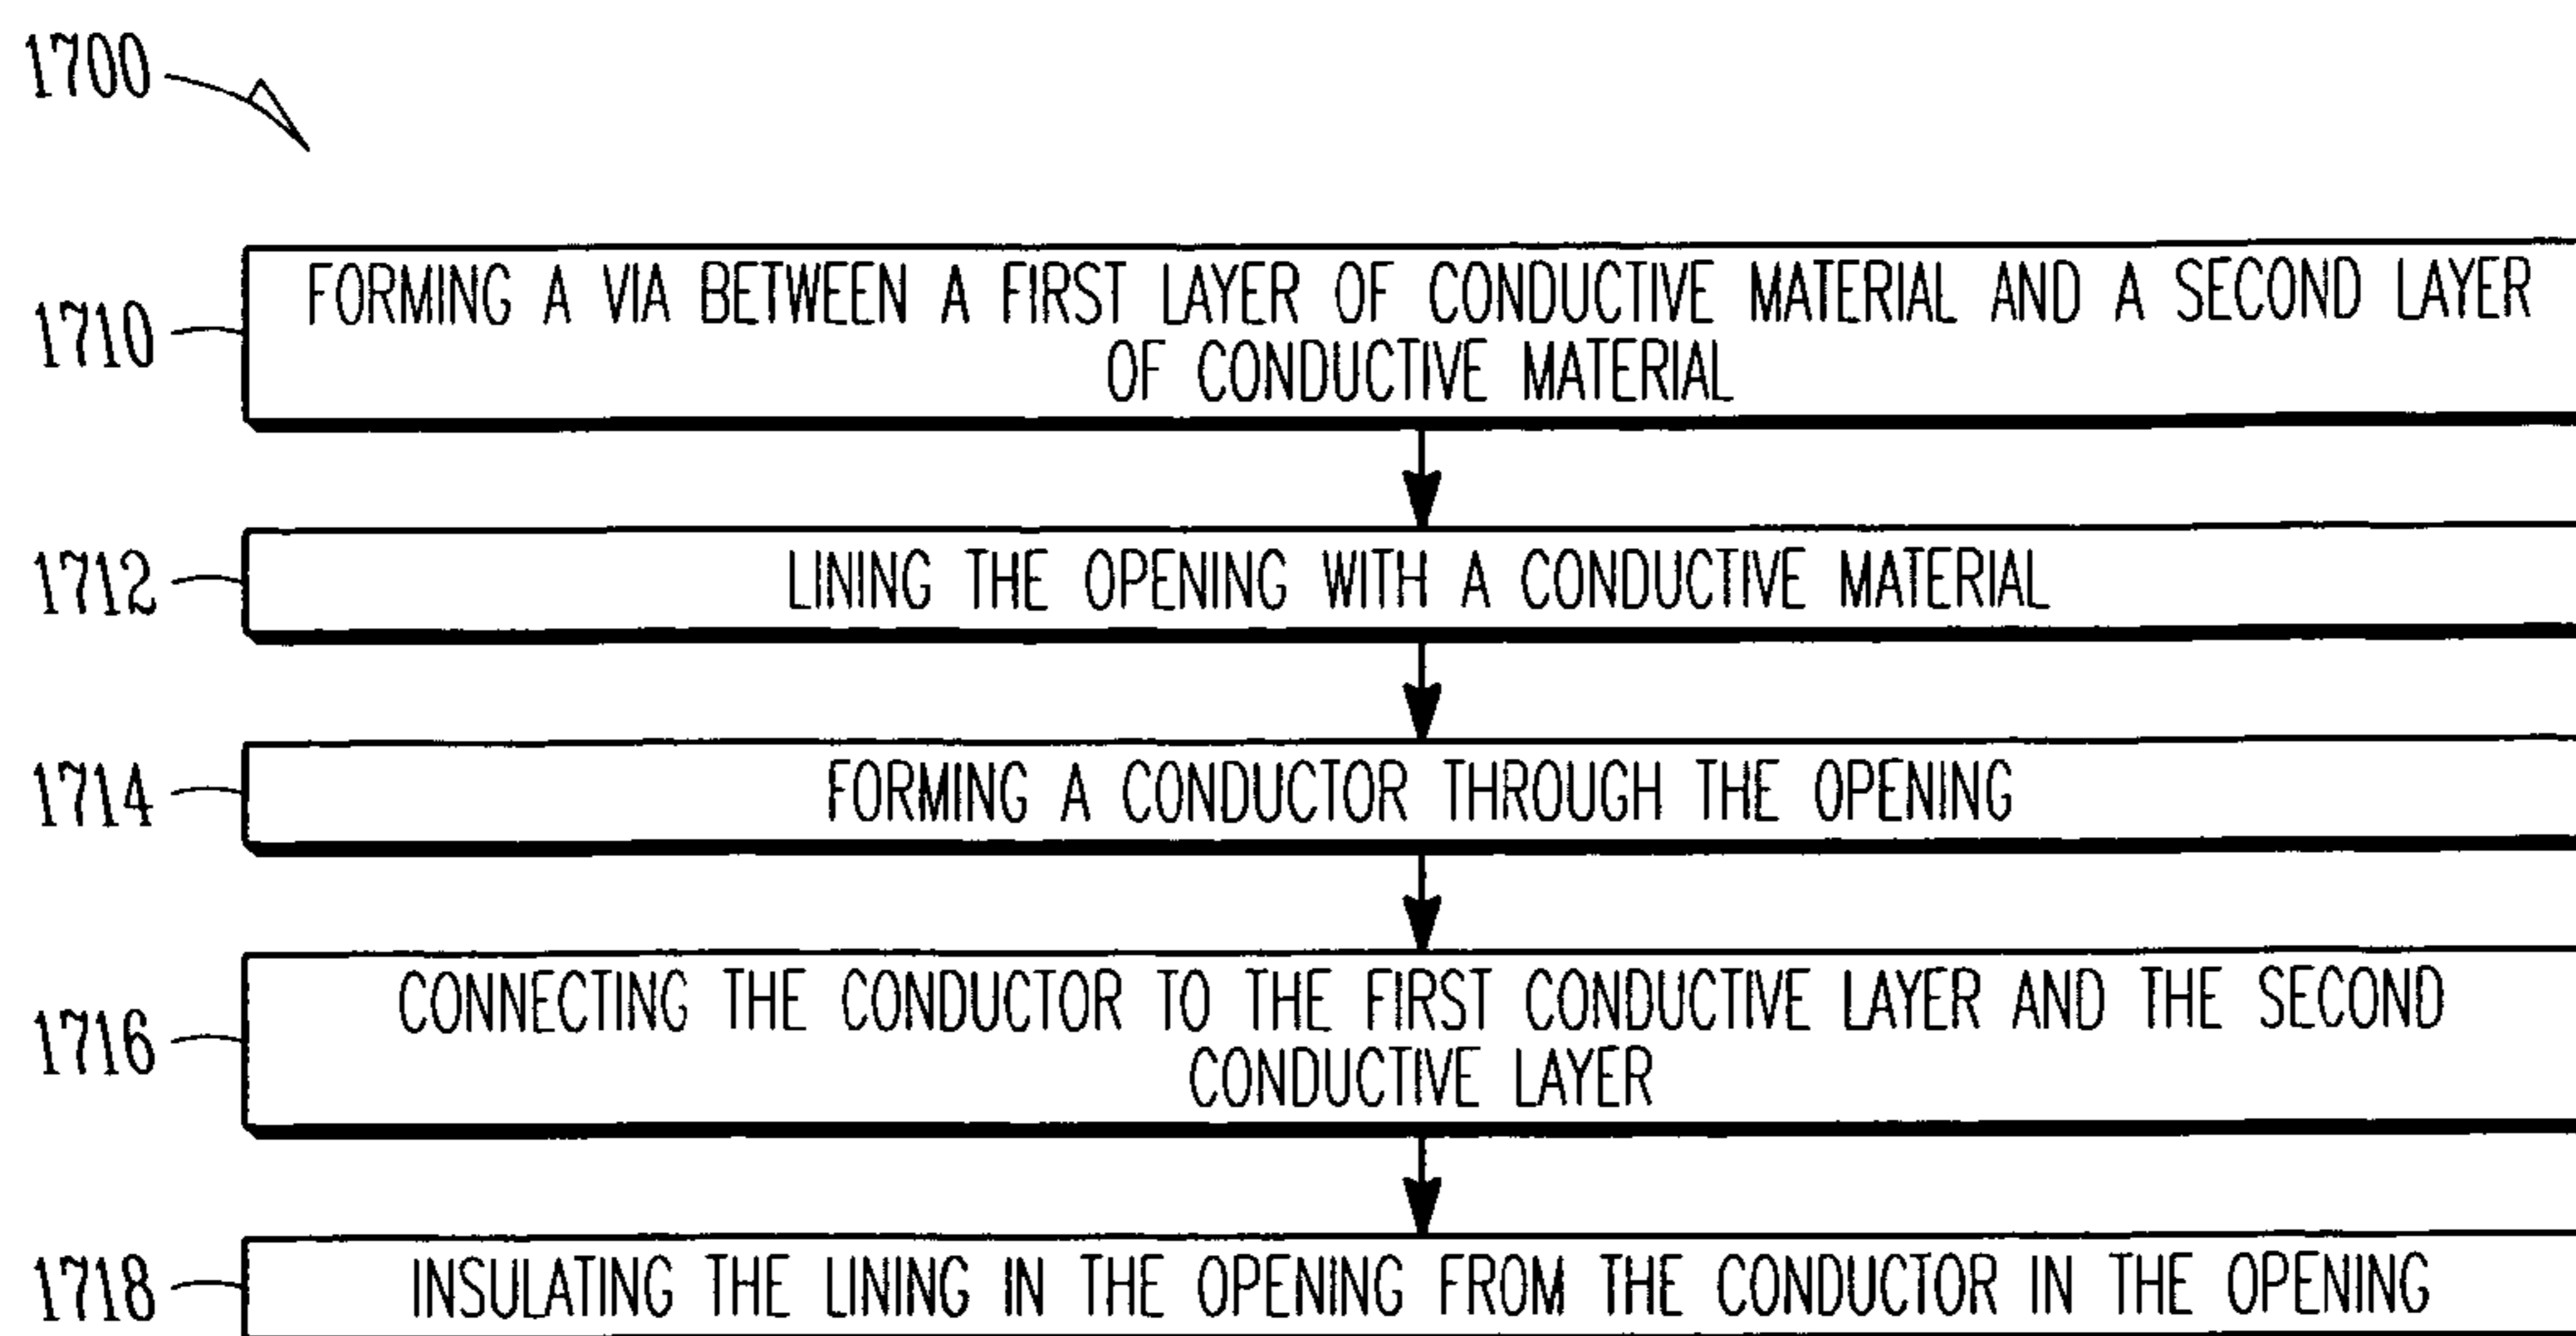 1700
1710
FORMING A VIA BETWEEN A FIRST LAYER OF CONDUCTIVE MATERIAL AND A SECOND LAYER
OF CONDUCTIVE MATERIAL
1712
LINING THE OPENING WITH A CONDUCTIVE MATERIAL
1714
FORMING A CONDUCTOR THROUGH THE OPENING
1716
CONNECTING THE CONDUCTOR TO THE FIRST CONDUCTIVE LAYER AND THE SECOND
CONDUCTIVE LAYER
1718
INSULATING THE LINING IN THE OPENING FROM THE CONDUCTOR IN THE OPENING